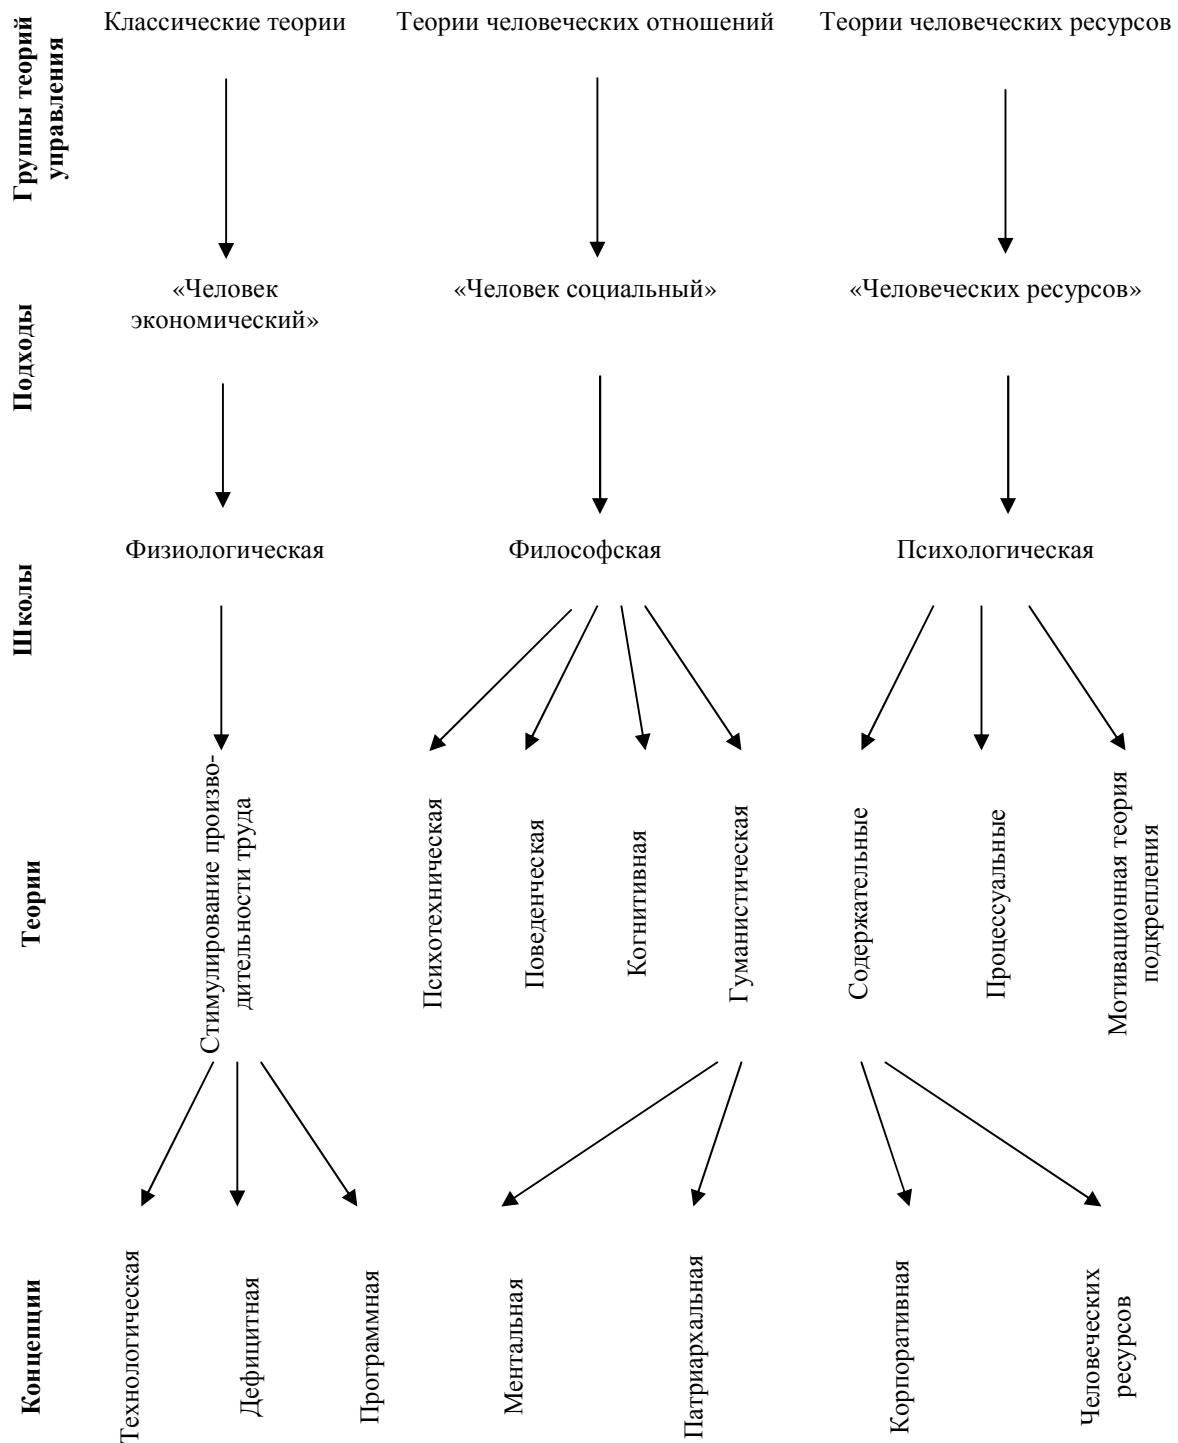 Группы теорий
управления
Классические теории
Теории человеческих отношений
Теории человеческих ресурсов
Подходы
«Человек
экономический»
«Человек социальный»
«Человеческих ресурсов»
Школы
Физиологическая
Философская
Психологическая
Теории
Стимулирование произво-
дительности труда
Психотехническая
Поведенческая
Когнитивная
Гуманистическая
Содержательные
Процессуальные
Мотивационная теория
подкрепления
Концепции
Технологическая
Дефицитная
Программная
Ментальная
Патриархальная
Корпоративная
Человеческих
ресурсов